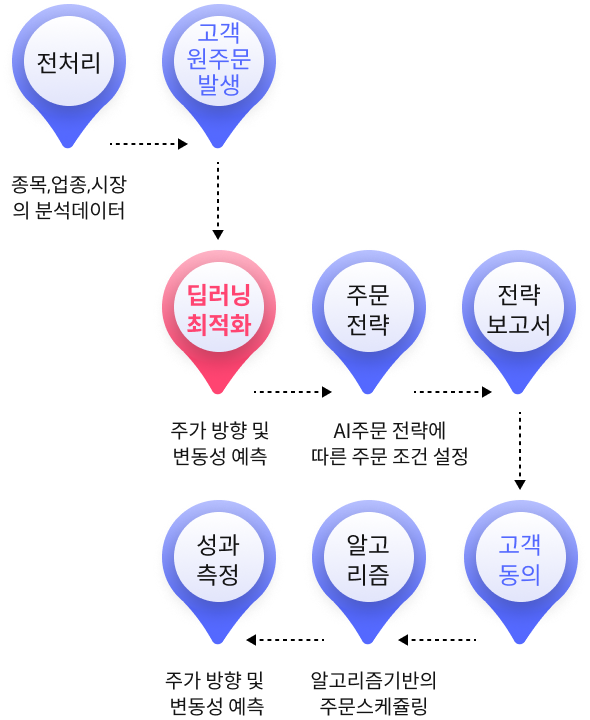 전처리
고객
원주문
발생
종목,업종,시장
의 분석데이터
딥러닝
최적화
주문
전략
전략
보고서
주가 방향 및
변동성 예측
AI주문 전략에
따른 주문 조건 설정
고객
동의
알고
리즘
성과
측정
알고리즘기반의
주문스케쥴링
주가 방향 및
변동성 예측